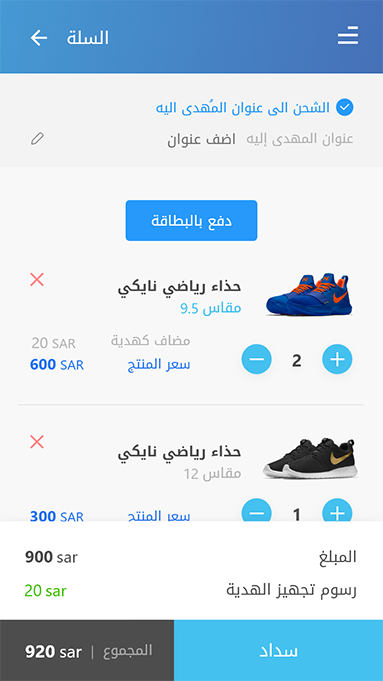 السلة
الشحن الى عنوان المُهدى اليه
عنوان المهدى إليه اضف عنوان
دفع بالبطاقة
حذاء رياضي نايكي
مقاس 9.5
مضاف كهدية 20 SAR
2 سعر المنتج 600 SAR
حذاء رياضي نايكي
مقاس 12
1 سعر المنتج 300 SAR
المبلغ 900 sar
رسوم تجهيز الهدية 20 sar
سداد المجموع | 920 sar